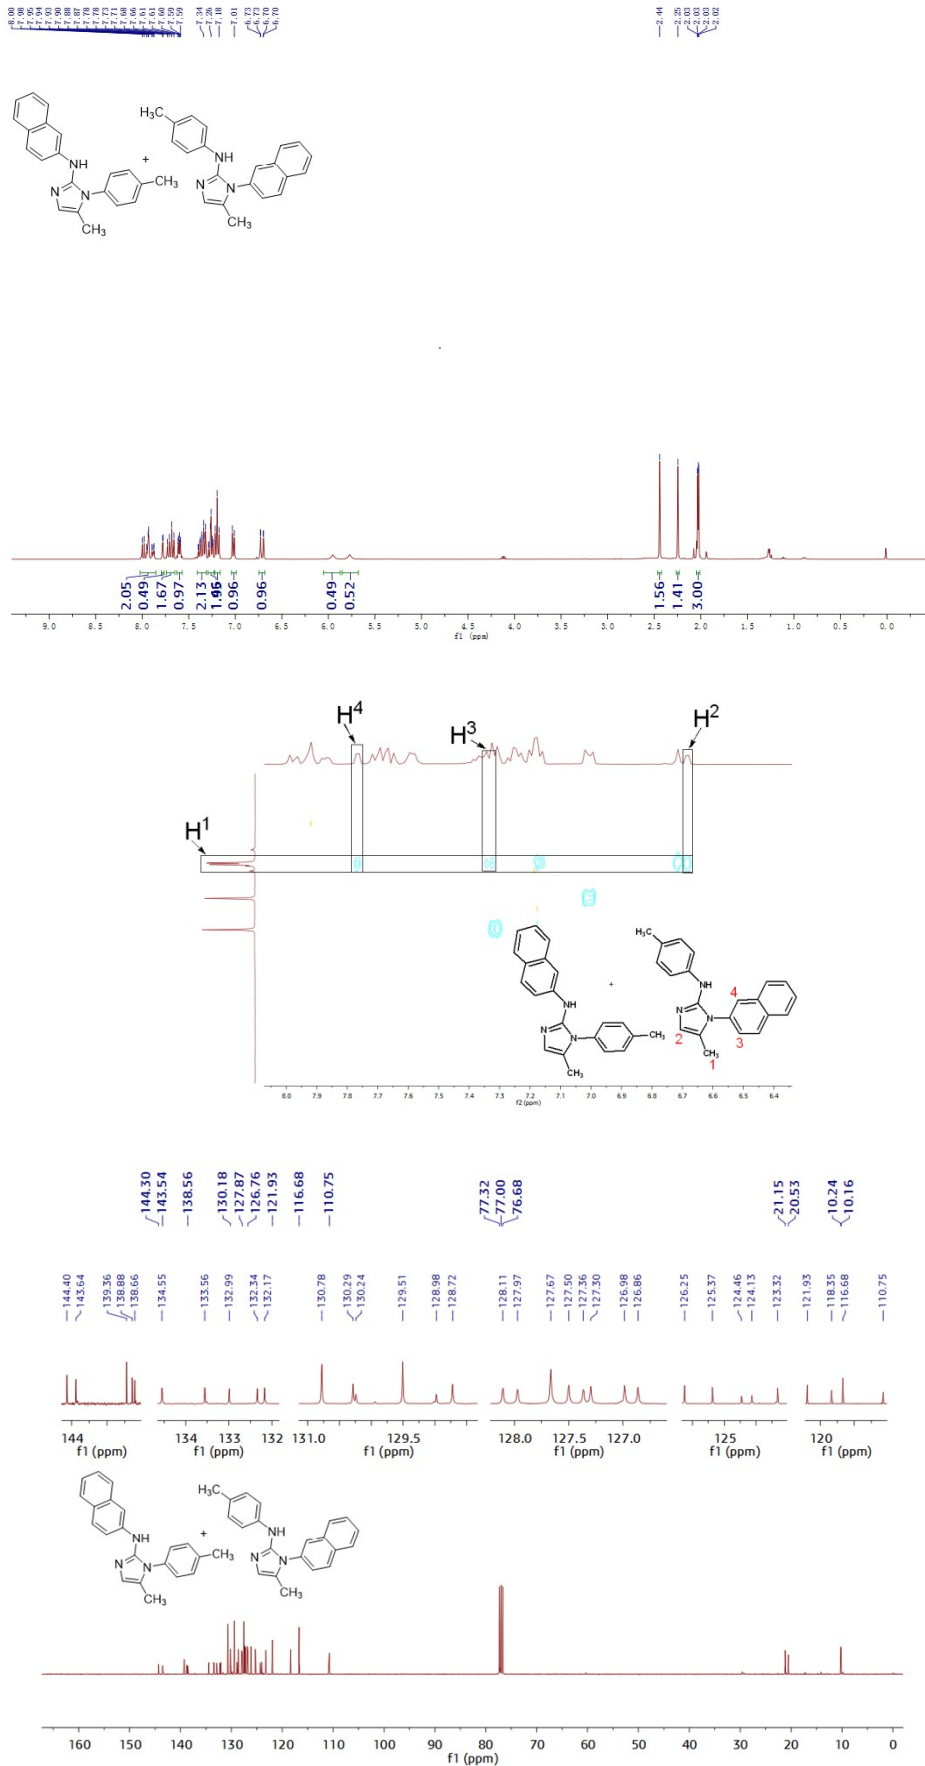 8.00
7.98
7.95
7.94
7.93
7.90
7.88
7.87
7.78
7.78
7.73
7.71
7.68
7.66
7.61
7.61
7.60
7.59
7.59
7.34
7.26
7.18
7.01
6.73
6.73
6.70
6.70
2.44
2.25
2.03
2.03
2.03
2.02
H₃C
NH
+
NH
N
N
CH₃
N
N
CH₃
CH₃
2.05
0.49
1.67
0.97
2.13
0.96
0.96
0.49
0.52
1.56
1.41
3.00
9.0 8.5 8.0 7.5 7.0 6.5 6.0 5.5 5.0 4.5 4.0 3.5 3.0 2.5 2.0 1.5 1.0 0.5 0.0
f1 (ppm)
H⁴
H³
H²
H¹
H₃C
NH
+
NH
4
N
N
CH₃
N
N
2
3
CH₃
CH₃
1
8.0 7.9 7.8 7.7 7.6 7.5 7.4 7.3 7.2 7.1 7.0 6.9 6.8 6.7 6.6 6.5 6.4
f2 (ppm)
144.30
143.54
138.56
130.18
127.87
126.76
121.93
116.68
110.75
77.32
77.00
76.68
21.15
20.53
10.24
10.16
144.40
143.64
139.36
138.88
138.66
134.55
133.56
132.99
132.34
132.17
130.78
130.29
130.24
129.51
128.98
128.72
128.11
127.97
127.67
127.50
127.36
127.30
126.98
126.86
126.25
125.37
124.46
124.13
123.32
121.93
118.35
116.68
110.75
144 134 133 132 131.0 129.5 128.0 127.5 127.0 125 120
f1 (ppm) f1 (ppm) f1 (ppm) f1 (ppm) f1 (ppm) f1 (ppm)
H₃C
NH
+
NH
N
N
CH₃
N
N
CH₃
CH₃
160 150 140 130 120 110 100 90 80 70 60 50 40 30 20 10 0
f1 (ppm)